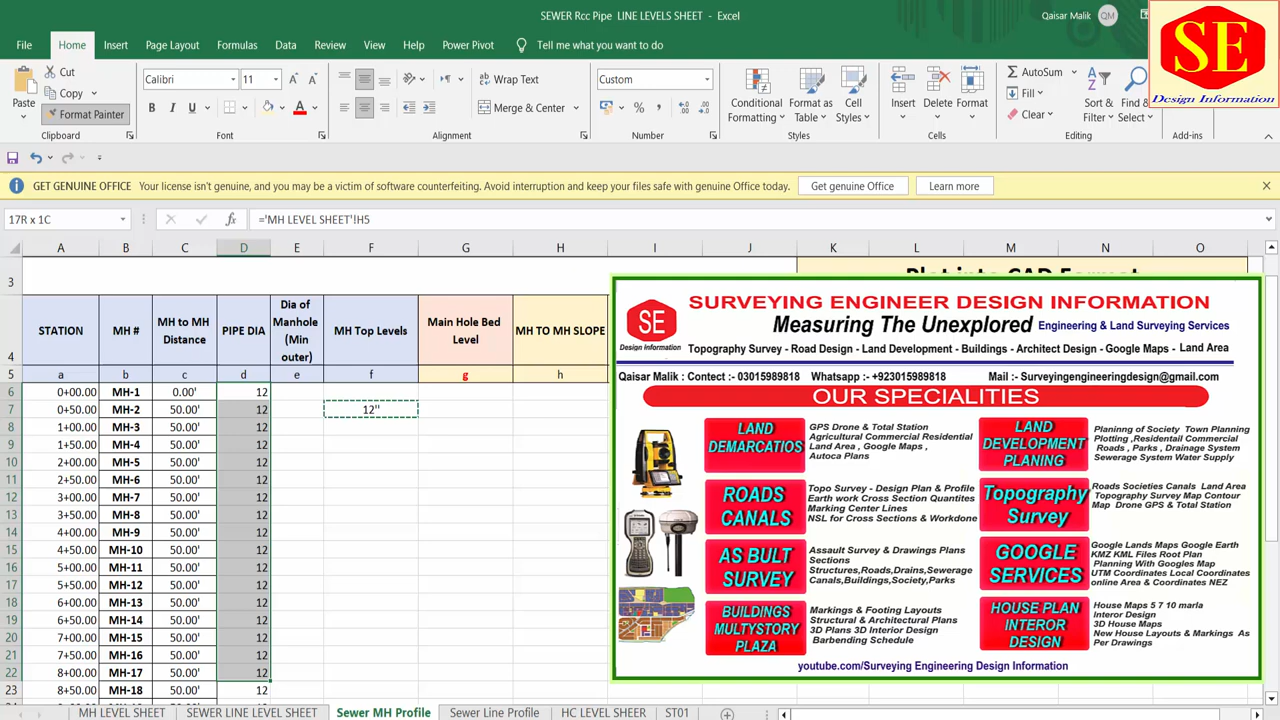 SEWER Rcc Pipe LINE LEVELS SHEET - Excel
Qaisar Malik QM
File Home Insert Page Layout Formulas Data Review View Help Power Pivot Tell me what you want to do
Paste Cut Copy Format Painter
Calibri 11 A A Wrap Text Custom
B I U A Merge & Center % ,
Conditional Formatting Format as Table Cell Styles Insert Delete Format
AutoSum Fill Clear Sort & Filter Find & Select
Clipboard Font Alignment Number Styles Cells Editing Add-ins
SE
Design Information
GET GENUINE OFFICE Your license isn't genuine, and you may be a victim of software counterfeiting. Avoid interruption and keep your files safe with genuine Office today. Get genuine Office Learn more
17R x 1C fx ='MH LEVEL SHEET'!H5
A B C D E F G H I J K L M N O
3
4 STATION MH # MH to MH Distance PIPE DIA Dia of Manhole (Min outer) MH Top Levels Main Hole Bed Level MH TO MH SLOPE
5 a b c d e f g h
6 0+00.00 MH-1 0.00' 12
7 0+50.00 MH-2 50.00' 12 12"
8 1+00.00 MH-3 50.00' 12
9 1+50.00 MH-4 50.00' 12
10 2+00.00 MH-5 50.00' 12
11 2+50.00 MH-6 50.00' 12
12 3+00.00 MH-7 50.00' 12
13 3+50.00 MH-8 50.00' 12
14 4+00.00 MH-9 50.00' 12
15 4+50.00 MH-10 50.00' 12
16 5+00.00 MH-11 50.00' 12
17 5+50.00 MH-12 50.00' 12
18 6+00.00 MH-13 50.00' 12
19 6+50.00 MH-14 50.00' 12
20 7+00.00 MH-15 50.00' 12
21 7+50.00 MH-16 50.00' 12
22 8+00.00 MH-17 50.00' 12
23 8+50.00 MH-18 50.00' 12
SE
Design Information
SURVEYING ENGINEER DESIGN INFORMATION
Measuring The Unexplored Engineering & Land Surveying Services
Topography Survey - Road Design - Land Development - Buildings - Architect Design - Google Maps - Land Area
Qaisar Malik : Contect :- 03015989818 Whatsapp :- +923015989818 Mail :- Surveyingengineeringdesign@gmail.com
OUR SPECIALITIES
LAND DEMARCATIOS
GPS Drone & Total Station
Agricultural Commercial Residential
Land Area , Google Maps ,
Autoca Plans
LAND DEVELOPMENT PLANING
Planinng of Society Town Planning
Plotting ,Residentail Commercial
Roads , Parks , Drainage System
Sewerage System Water Supply
ROADS CANALS
Topo Survey - Design Plan & Profile
Earth work Cross Section Quantites
Marking Center Lines
NSL for Cross Sections & Workdone
Topography Survey
Roads Societies Canals Land Area
Topography Survey Map Contour
Map Drone GPS & Total Station
AS BULT SURVEY
Assault Survey & Drawings Plans
Sections
Structures,Roads,Drains,Sewerage
Canals,Buildings,Society,Parks
GOOGLE SERVICES
Google Lands Maps Google Earth
KMZ KML Files Root Plan
Planning With Googles Map
UTM Coordinates Local Coordinates
online Area & Coordinates NEZ
BUILDINGS MULTYSTORY PLAZA
Markings & Footing Layouts
Structural & Architectural Plans
3D Plans 3D Interior Design
Barbending Schedule
HOUSE PLAN INTEROR DESIGN
House Maps 5 7 10 marla
Interor Design
3D House Maps
New House Layouts & Markings As
Per Drawings
youtube.com/Surveying Engineering Design Information
MH LEVEL SHEET SEWER LINE LEVEL SHEET Sewer MH Profile Sewer Line Profile HC LEVEL SHEER ST01